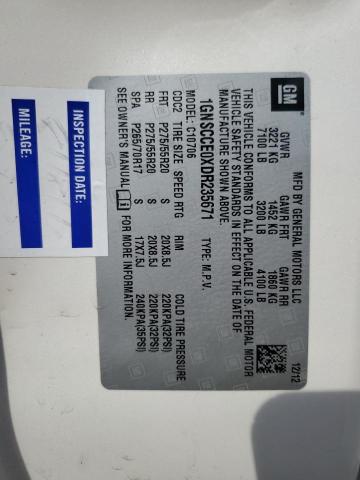 GM
MFD BY GENERAL MOTORS LLC 12/12
GVWR GAWR FRT GAWR RR
3221 KG 1452 KG 1860 KG
7100 LB 3200 LB 4100 LB
THIS VEHICLE CONFORMS TO ALL APPLICABLE U.S. FEDERAL MOTOR
VEHICLE SAFETY STANDARDS IN EFFECT ON THE DATE OF
MANUFACTURE SHOWN ABOVE.
1GNSCCE0XDR235671 TYPE: M.P.V.
MODEL: C10706
CDC2 TIRE SIZE SPEED RTG RIM COLD TIRE PRESSURE
FRT P275/55R20 S 20X8.5J 220KPA(32PSI)
RR P275/55R20 S 20X8.5J 220KPA(32PSI)
SPA P265/70R17 S 17X7.5J 240KPA(35PSI)
SEE OWNER'S MANUAL
INSPECTION DATE:
MILEAGE: